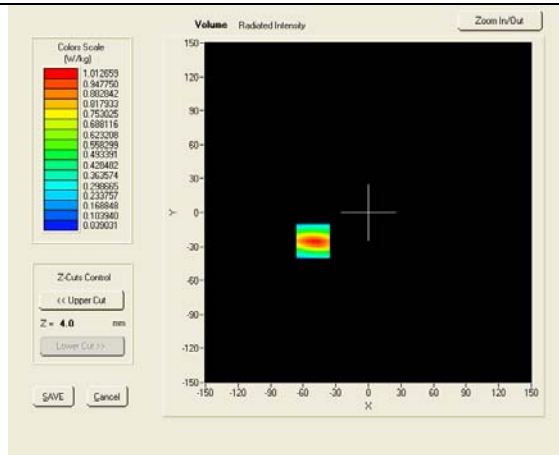 Volume Radiated Intensity
Zoom In/Out
Colors Scale
(W/kg)
1.012659
0.947750
0.882842
0.817933
0.753025
0.688116
0.623208
0.558299
0.493391
0.428482
0.363574
0.298665
0.233757
0.168848
0.103940
0.039031
Z-Cuts Control
<< Upper Cut
Z = 4.0 mm
Lower Cut >>
SAVE Cancel
150
120
90
60
30
0
-30
-60
-90
-120
-150
Y
-150 -120 -90 -60 -30 0 30 60 90 120 150
X